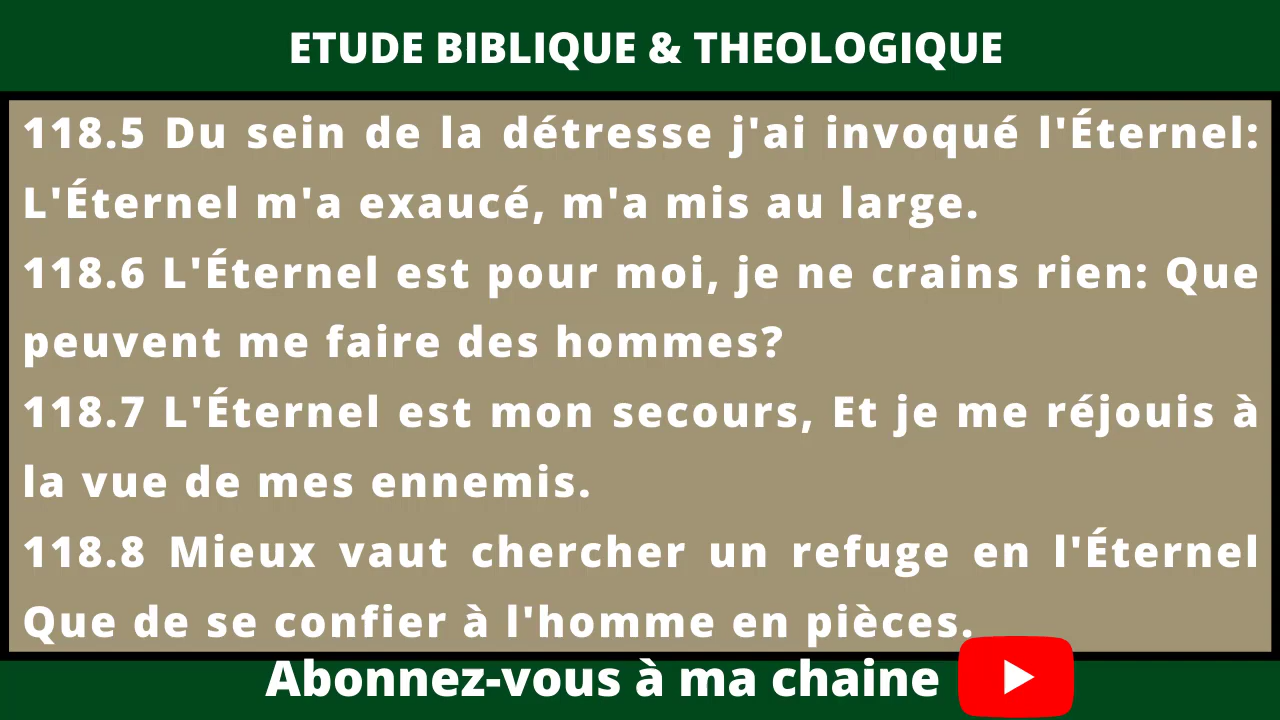 ETUDE BIBLIQUE & THEOLOGIQUE
118.5 Du sein de la détresse j'ai invoqué l'Éternel:
L'Éternel m'a exaucé, m'a mis au large.
118.6 L'Éternel est pour moi, je ne crains rien: Que
peuvent me faire des hommes?
118.7 L'Éternel est mon secours, Et je me réjouis à
la vue de mes ennemis.
118.8 Mieux vaut chercher un refuge en l'Éternel
Que de se confier à l'homme en pièces.
Abonnez-vous à ma chaine